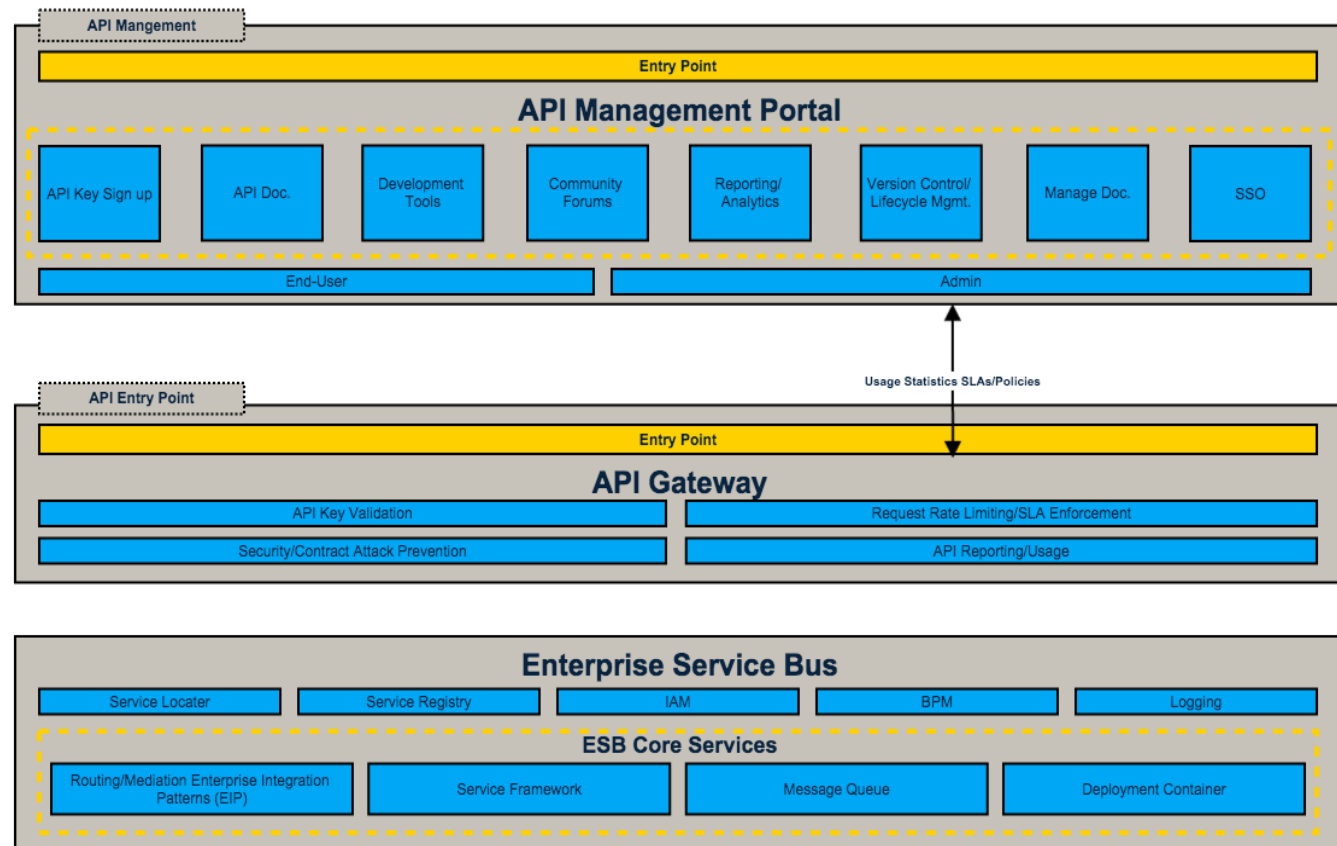 API Mangement
Entry Point
API Management Portal
API Key Sign up
API Doc.
Development
Tools
Community
Forums
Reporting/
Analytics
Version Control/
Lifecycle Mgmt.
Manage Doc.
SSO
End-User
Admin
Usage Statistics SLAs/Policies
API Entry Point
Entry Point
API Gateway
API Key Validation
Request Rate Limiting/SLA Enforcement
Security/Contract Attack Prevention
API Reporting/Usage
Enterprise Service Bus
Service Locater
Service Registry
IAM
BPM
Logging
ESB Core Services
Routing/Mediation Enterprise Integration
Patterns (EIP)
Service Framework
Message Queue
Deployment Container